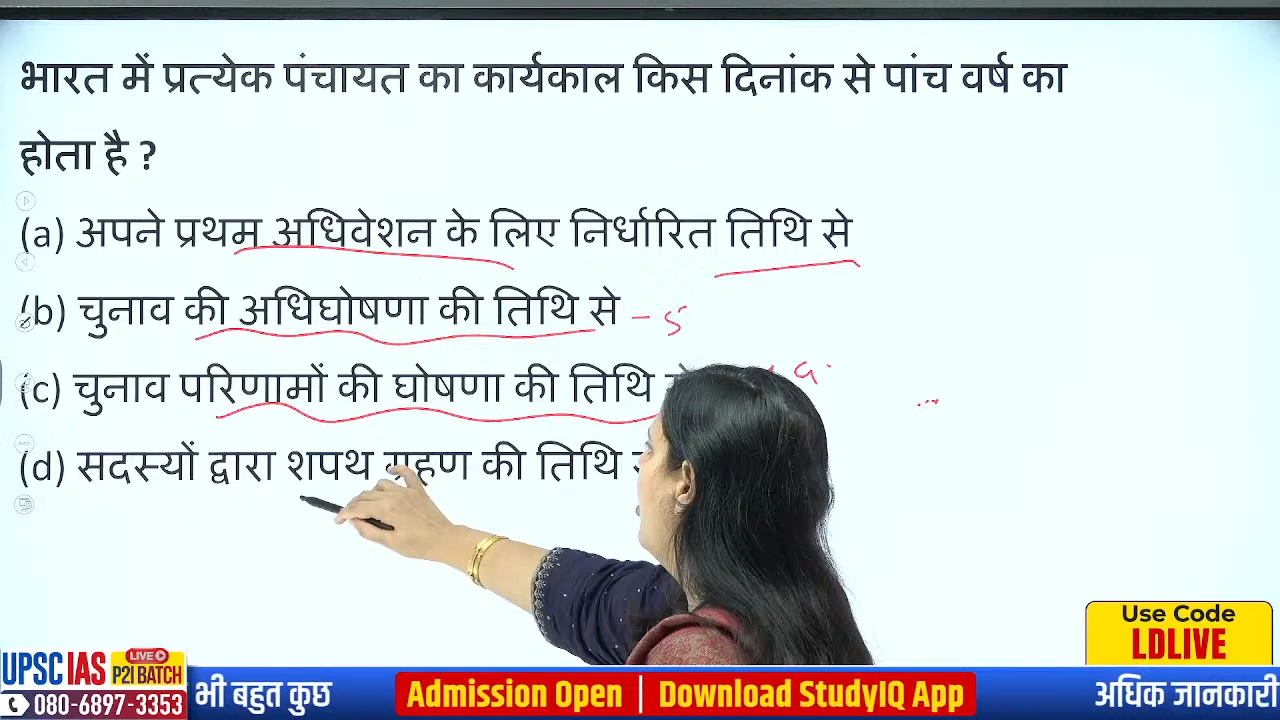 भारत में प्रत्येक पंचायत का कार्यकाल किस दिनांक से पांच वर्ष का
होता है ?
(a) अपने प्रथम अधिवेशन के लिए निर्धारित तिथि से
(b) चुनाव की अधिघोषणा की तिथि से - 5
(c) चुनाव परिणामों की घोषणा की तिथि
(d) सदस्यों द्वारा शपथ ग्रहण की तिथि
Use Code
LDLIVE
UPSC IAS LIVE P2I BATCH
080-6897-3353
भी बहुत कुछ Admission Open | Download StudyIQ App अधिक जानकारी